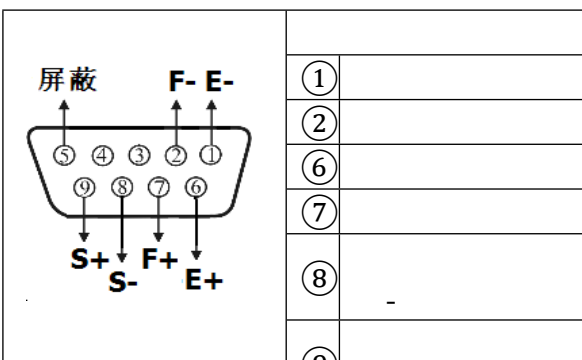 屏蔽 F- E-
⑤ ④ ③ ② ①
⑨ ⑧ ⑦ ⑥
S+ S- F+ E+
①
②
⑥
⑦
⑧
-